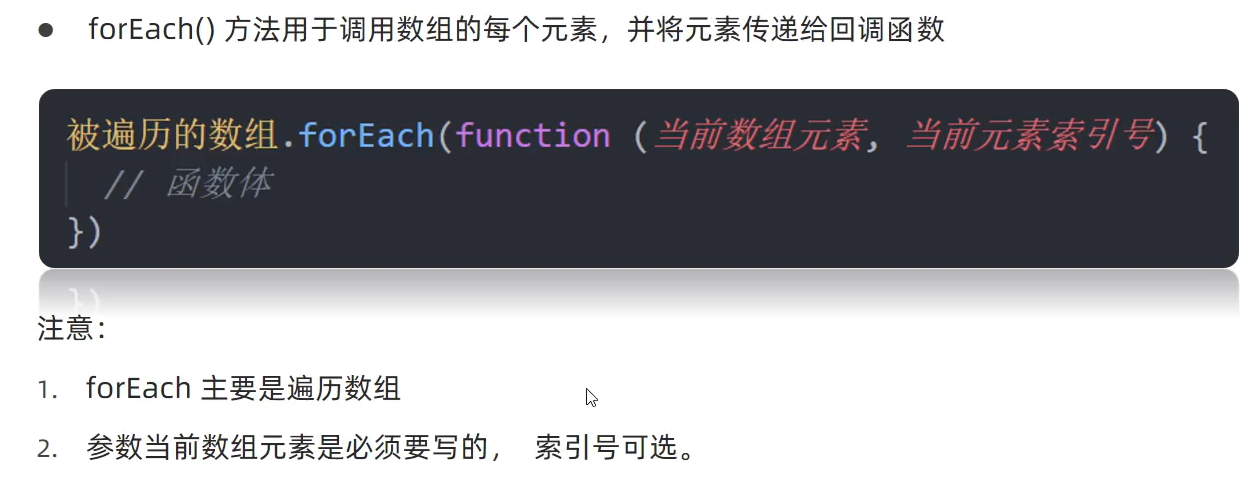 ● forEach() 方法用于调用数组的每个元素，并将元素传递给回调函数
被遍历的数组.forEach(function (当前数组元素, 当前元素索引号) {
// 函数体
})
注意：
1. forEach 主要是遍历数组
2. 参数当前数组元素是必须要写的， 索引号可选。